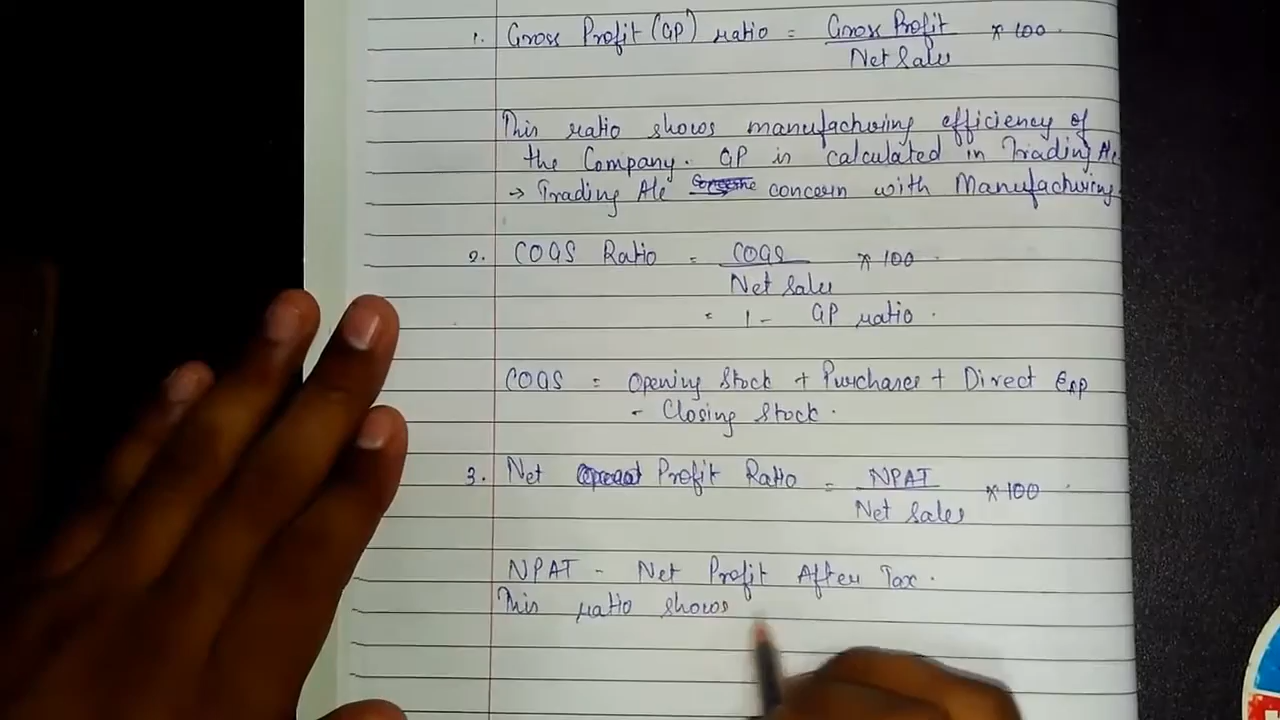 1. Gross Profit (GP) ratio = Gross Profit / Net Sales * 100.
This ratio shows manufacturing efficiency of
the Company. GP is calculated in Trading A/c
→ Trading A/c concern with Manufacturing
2. COGS Ratio = COGS / Net Sales * 100.
= 1 - GP ratio.
COGS = Opening Stock + Purchases + Direct Exp
- Closing Stock.
3. Net Profit Ratio = NPAT / Net Sales * 100.
NPAT - Net Profit After Tax.
This ratio shows